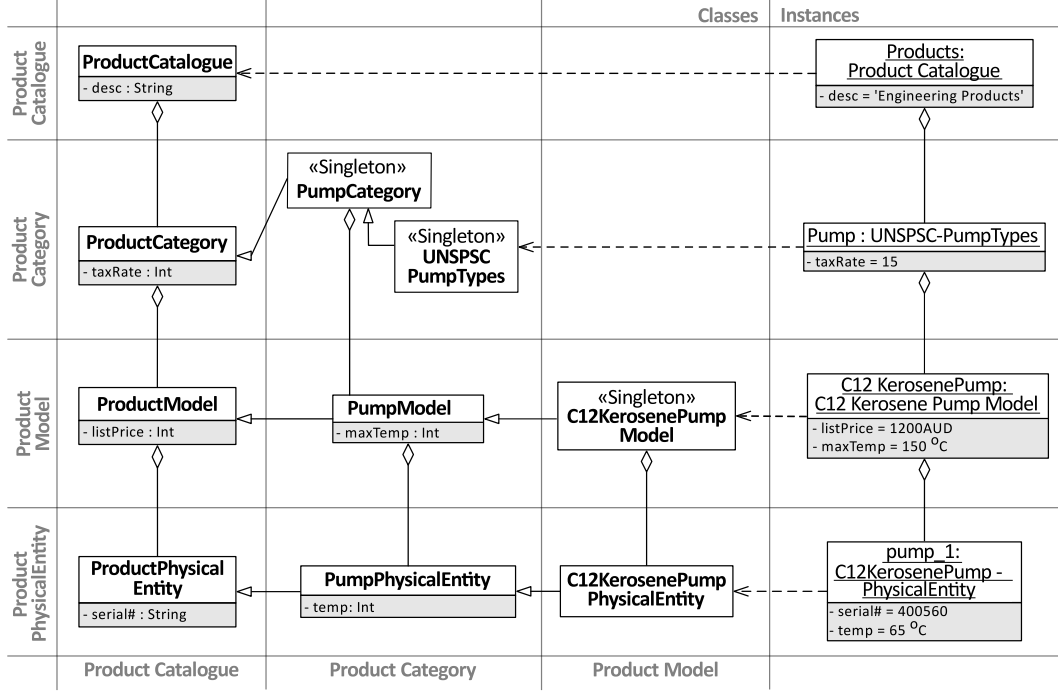 Classes
Instances
Product
Catalogue
ProductCatalogue
- desc : String
Products:
Product Catalogue
- desc = 'Engineering Products'
Product
Category
«Singleton»
PumpCategory
ProductCategory
- taxRate : Int
«Singleton»
UNSPSC
PumpTypes
Pump : UNSPSC-PumpTypes
- taxRate = 15
Product
Model
ProductModel
- listPrice : Int
PumpModel
- maxTemp : Int
«Singleton»
C12KerosenePump
Model
C12 KerosenePump:
C12 Kerosene Pump Model
- listPrice = 1200AUD
- maxTemp = 150 °C
Product
PhysicalEntity
ProductPhysical
Entity
- serial# : String
PumpPhysicalEntity
- temp: Int
C12KerosenePump
PhysicalEntity
pump_1:
C12KerosenePump -
PhysicalEntity
- serial# = 400560
- temp = 65 °C
Product Catalogue
Product Category
Product Model